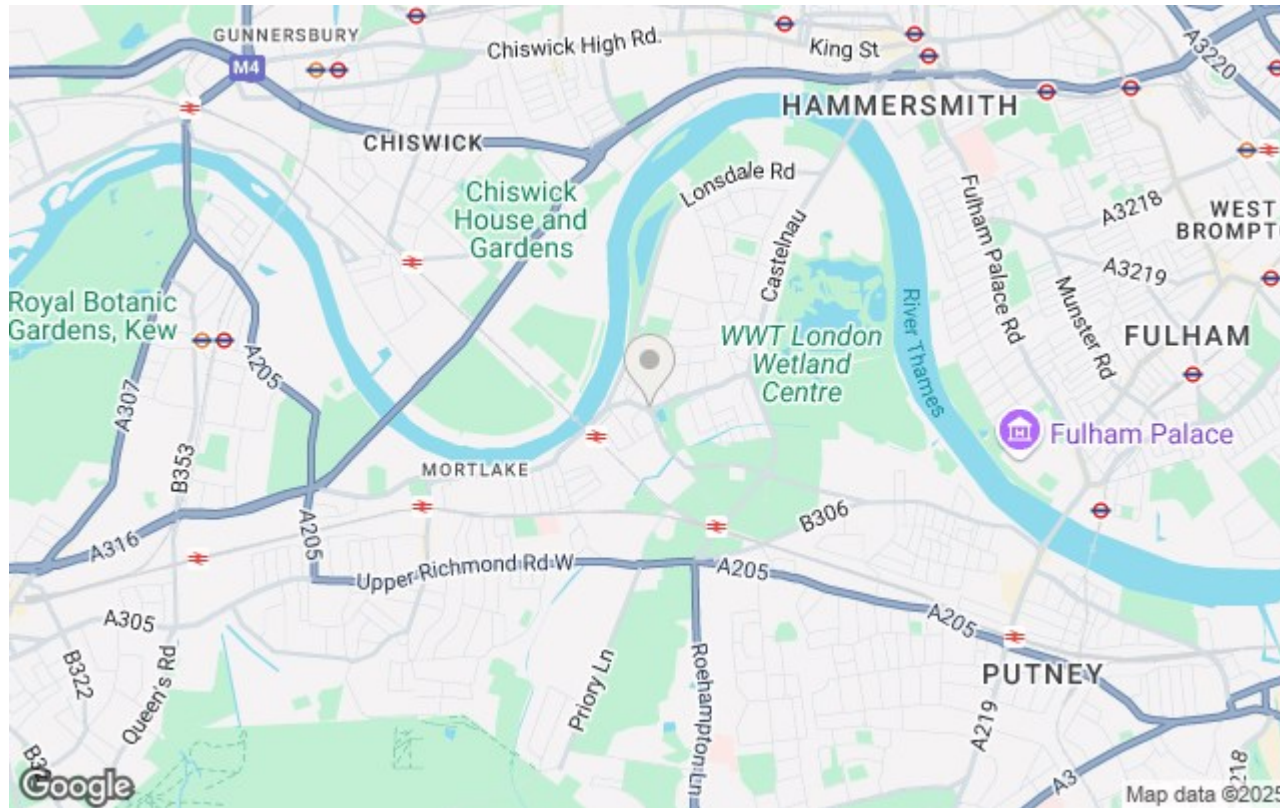 GUNNERSBURY
Chiswick High Rd.
King St
A3220
M4
HAMMERSMITH
CHISWICK
Lonsdale Rd
Chiswick
House and
Gardens
Fulham Palace Rd
A3218
WEST
BROMPTO
Castelnau
A3219
Munster Rd
Royal Botanic
Gardens, Kew
River Thames
WWT London
Wetland
Centre
FULHAM
A205
A307
Fulham Palace
B353
MORTLAKE
A205
B306
A316
Upper Richmond Rd W
A205
A205
A305
B322
Queen's Rd
Priory Ln
Roehampton Ln
PUTNEY
A219
A3
Google
Map data ©2025